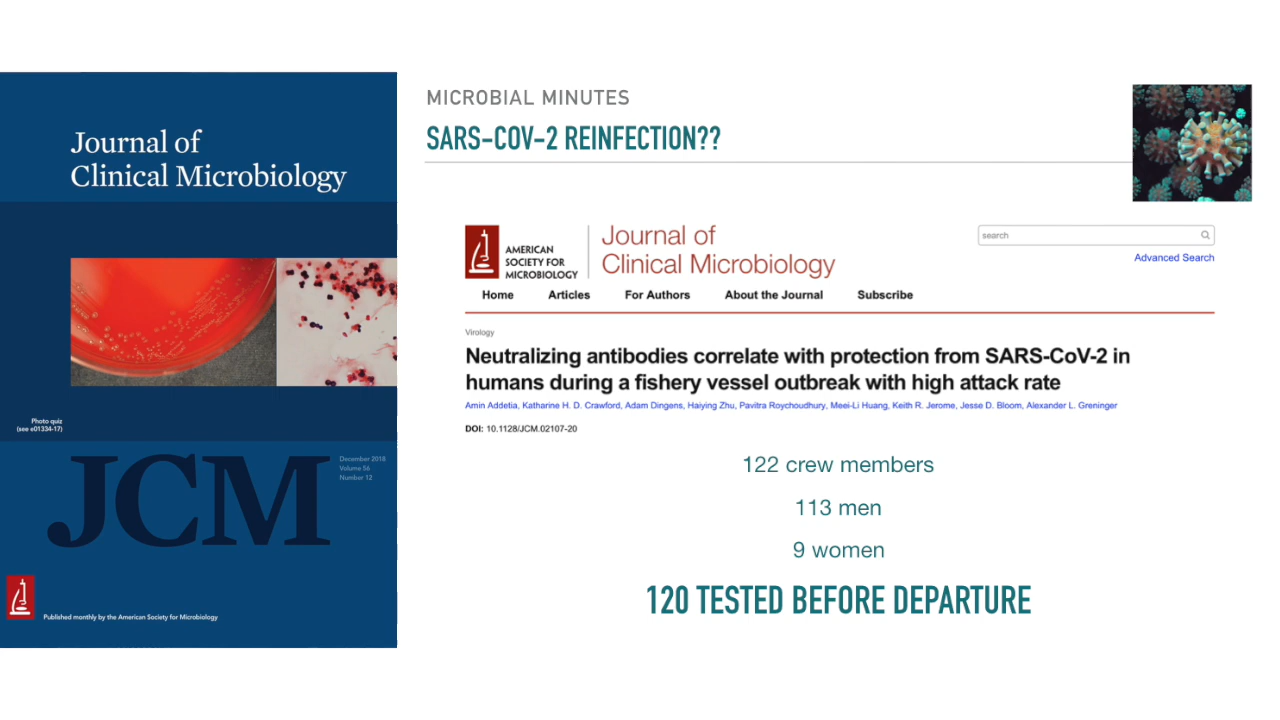 Journal of
Clinical Microbiology
Photo quiz
(see e01334-17)
JCM
December 2018
Volume 56
Number 12
Published monthly by the American Society for Microbiology
MICROBIAL MINUTES
SARS-COV-2 REINFECTION??
AMERICAN
SOCIETY FOR
MICROBIOLOGY
Journal of
Clinical Microbiology
search
Advanced Search
Home Articles For Authors About the Journal Subscribe
Virology
Neutralizing antibodies correlate with protection from SARS-CoV-2 in
humans during a fishery vessel outbreak with high attack rate
Amin Addetia, Katharine H. D. Crawford, Adam Dingens, Haiying Zhu, Pavitra Roychoudhury, Meei-Li Huang, Keith R. Jerome, Jesse D. Bloom, Alexander L. Greninger
DOI: 10.1128/JCM.02107-20
122 crew members
113 men
9 women
120 TESTED BEFORE DEPARTURE